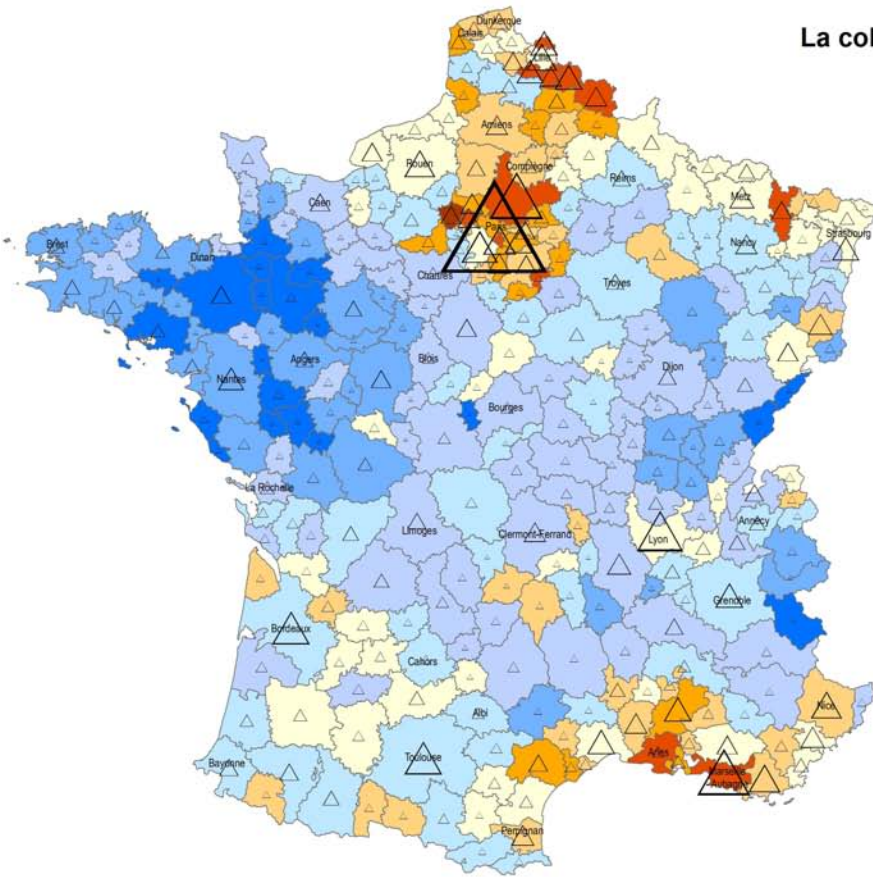 La col
Dunkerque
Calais
Lille
Amiens
Rouen
Compiègne
Reims
Metz
Caen
Paris
Nancy
Strasbourg
Brest
Dinan
Chartres
Troyes
Angers
Blois
Nantes
Dijon
Bourges
La Rochelle
Limoges
Clermont-Ferrand
Annecy
Lyon
Grenoble
Bordeaux
Cahors
Albi
Nice
Toulouse
Arles
Bayonne
Marseille
Aubagne
Perpignan